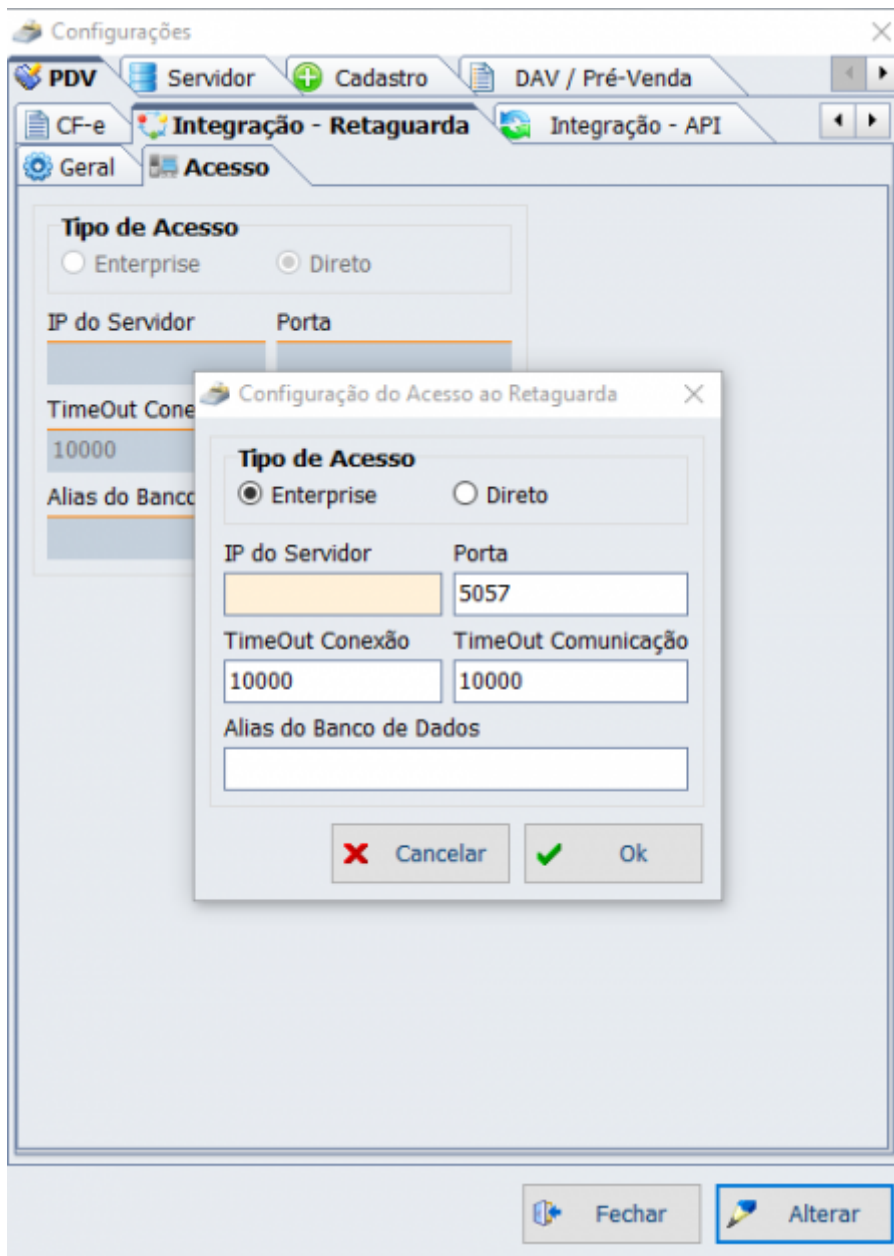 Configurações
PDV Servidor Cadastro DAV / Pré-Venda
CF-e Integração - Retaguarda Integração - API
Geral Acesso
Tipo de Acesso
Enterprise Direto
IP do Servidor Porta
TimeOut Cone
10000
Alias do Banco
Configuração do Acesso ao Retaguarda
Tipo de Acesso
Enterprise Direto
IP do Servidor Porta
5057
TimeOut Conexão TimeOut Comunicação
10000 10000
Alias do Banco de Dados
Cancelar Ok
Fechar Alterar